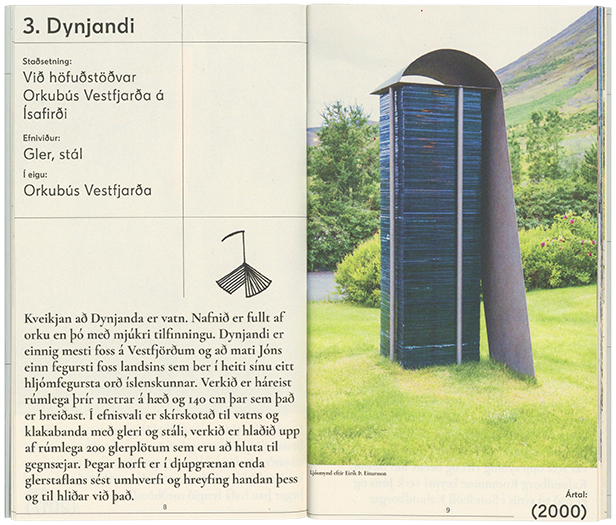 3. Dynjandi
Staðsetning:
Við höfuðstöðvar
Orkubús Vestfjarða á
Ísafirði
Efniviður:
Gler, stál
Í eigu:
Orkubús Vestfjarða
Kveikjan að Dynjanda er vatn. Nafnið er fullt af
orku en þó með mjúkri tilfinningu. Dynjandi er
einnig mesti foss á Vestfjörðum og að mati Jóns
einn fegursti foss landsins sem ber í heiti sínu eitt
hljómfegursta orð íslenskunnar. Verkið er háreist
rúmlega þrír metrar á hæð og 140 cm þar sem það
er breiðast. Í efnisvali er skírskotað til vatns og
klakabanda með gleri og stáli, verkið er hlaðið upp
af rúmlega 200 glerplötum sem eru að hluta til
gegnsæjar. Þegar horft er í djúpgrænan enda
glerstaflans sést umhverfi og hreyfing handan þess
og til hliðar við það.
8
Ljósmynd eftir Eirík Þ. Einarsson
9
Ártal:
(2000)